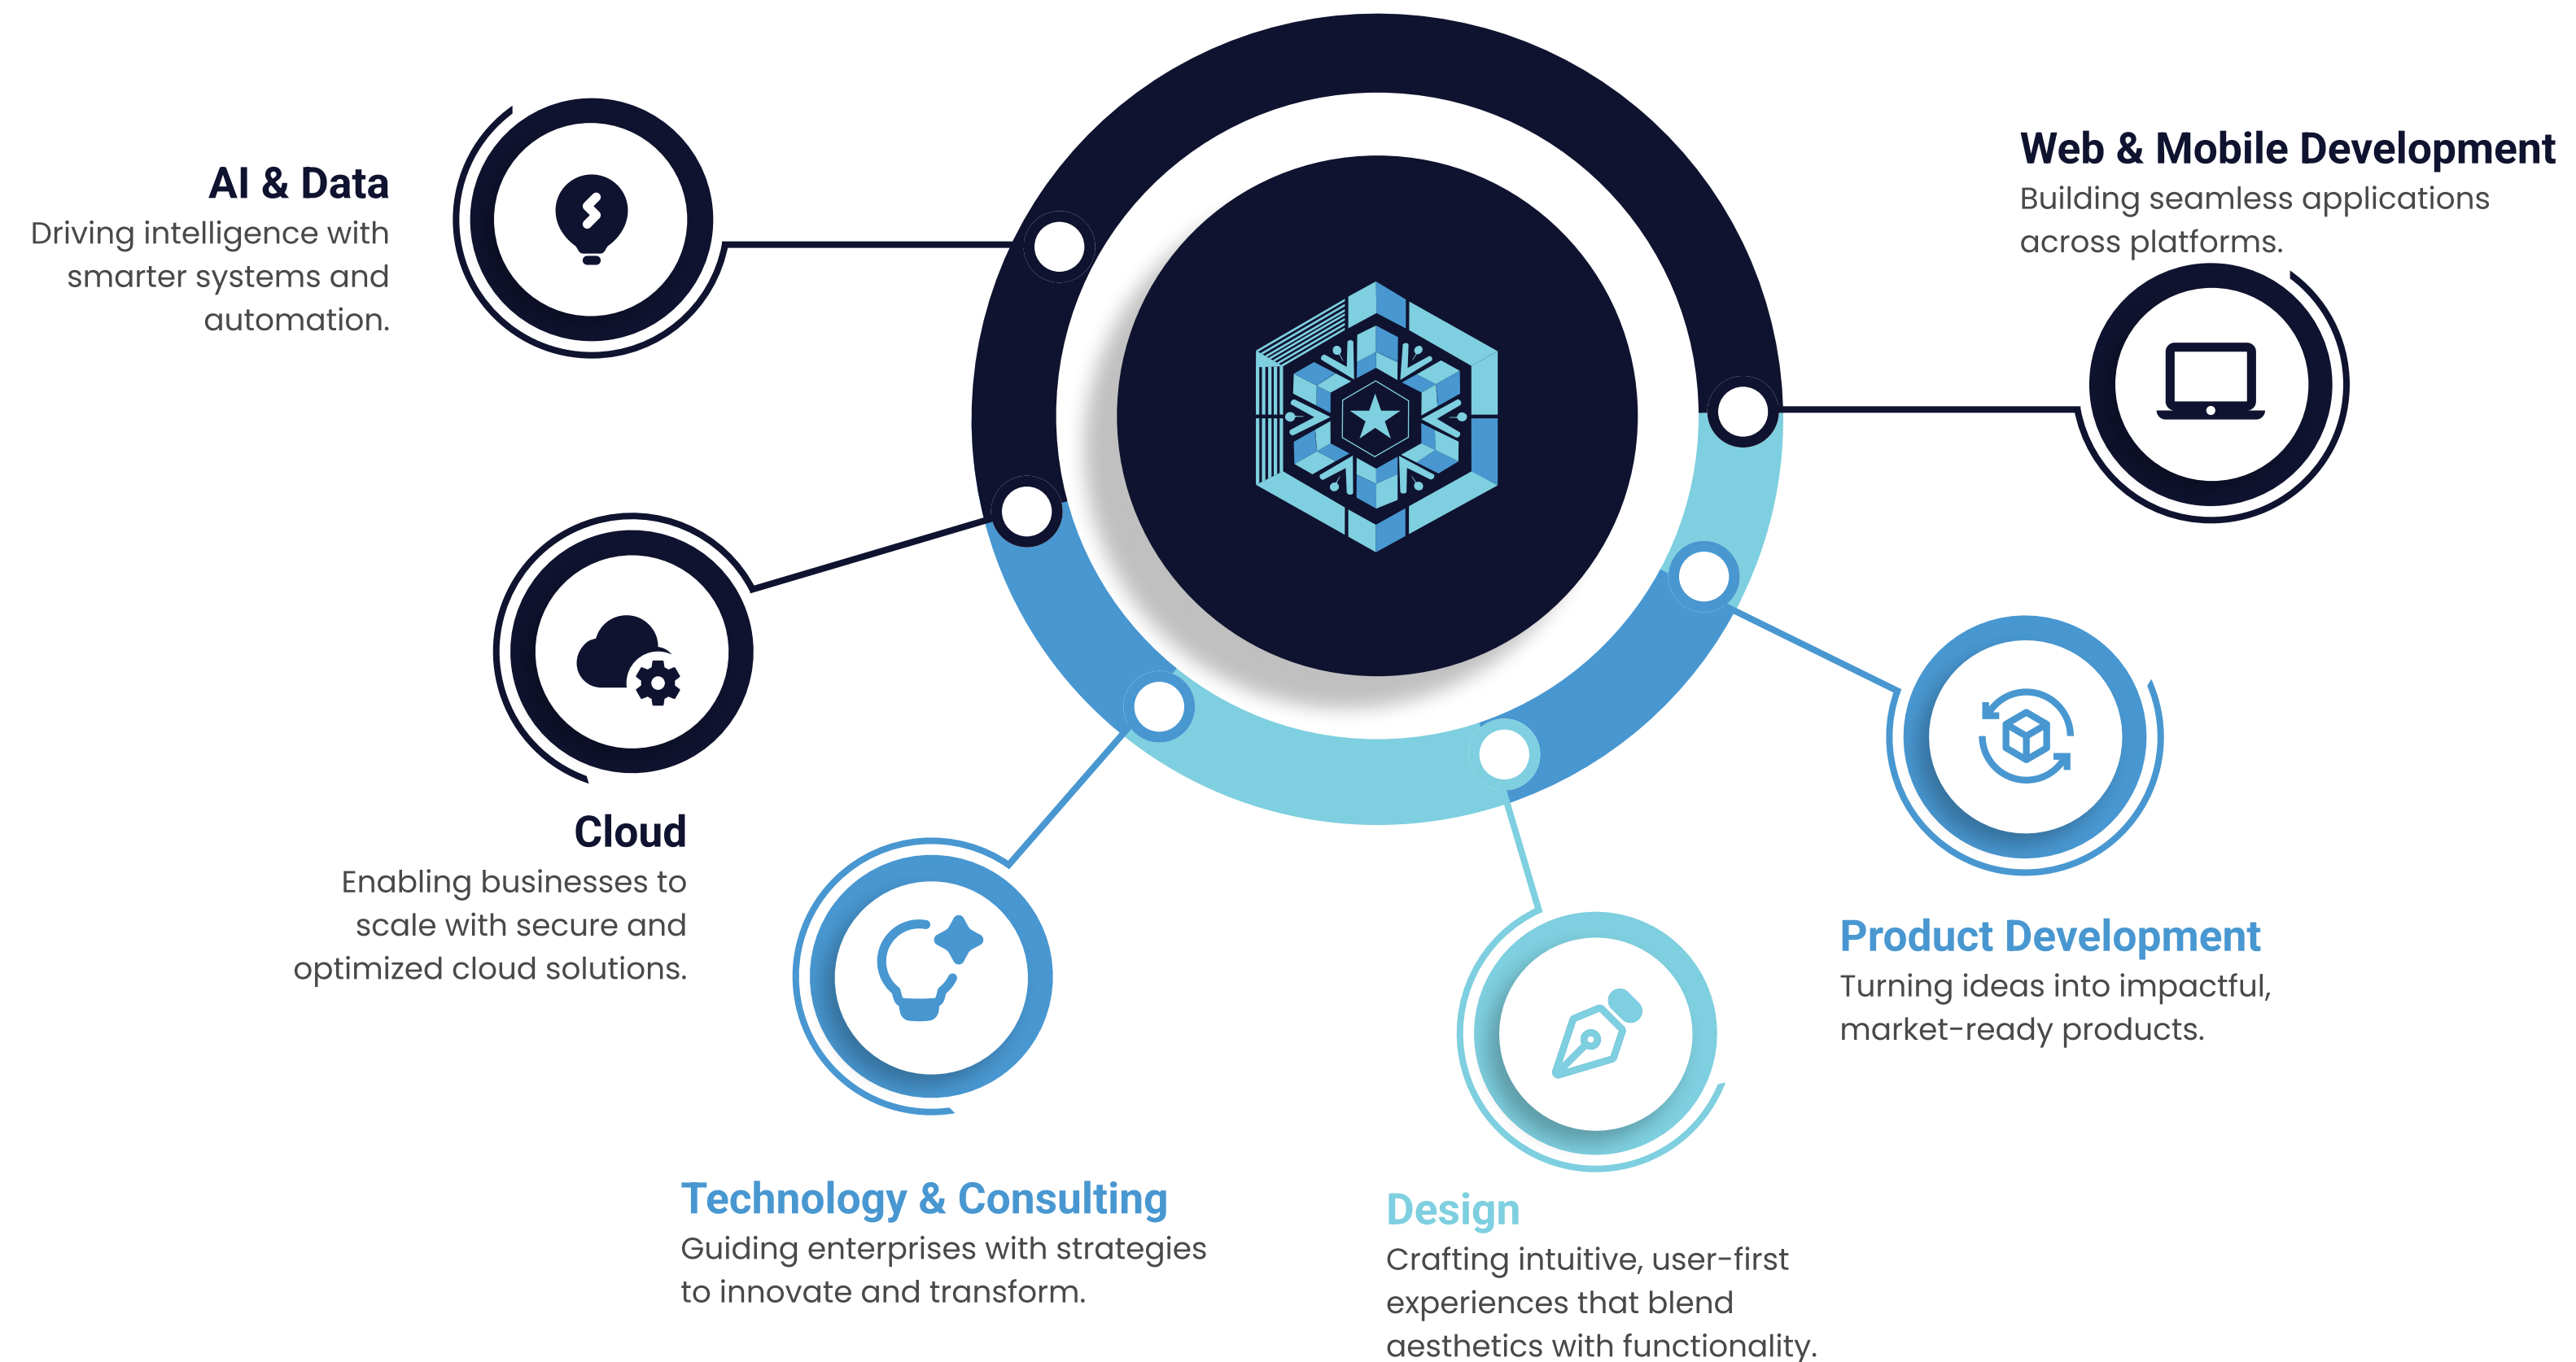 AI & Data
Driving intelligence with
smarter systems and
automation.
Web & Mobile Development
Building seamless applications
across platforms.
Cloud
Enabling businesses to
scale with secure and
optimized cloud solutions.
Product Development
Turning ideas into impactful,
market-ready products.
Technology & Consulting
Guiding enterprises with strategies
to innovate and transform.
Design
Crafting intuitive, user-first
experiences that blend
aesthetics with functionality.